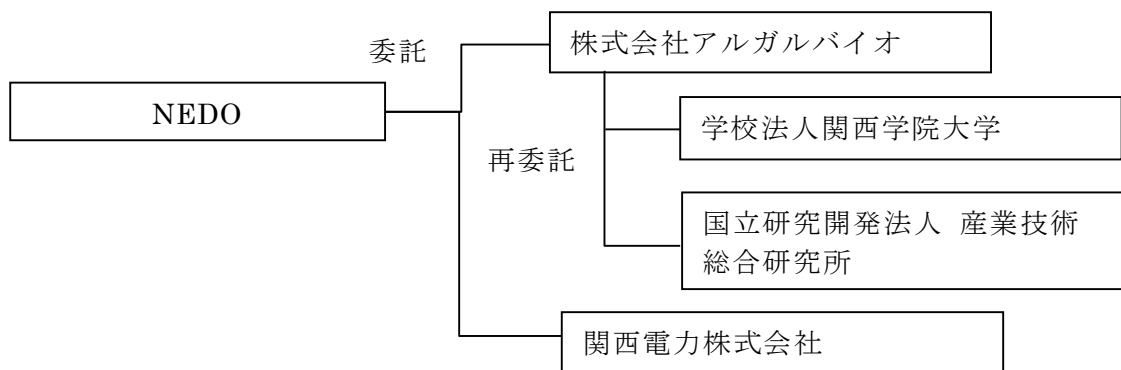 委託
株式会社アルガルバイオ
NEDO
学校法人関西学院大学
再委託
国立研究開発法人 産業技術
総合研究所
関西電力株式会社